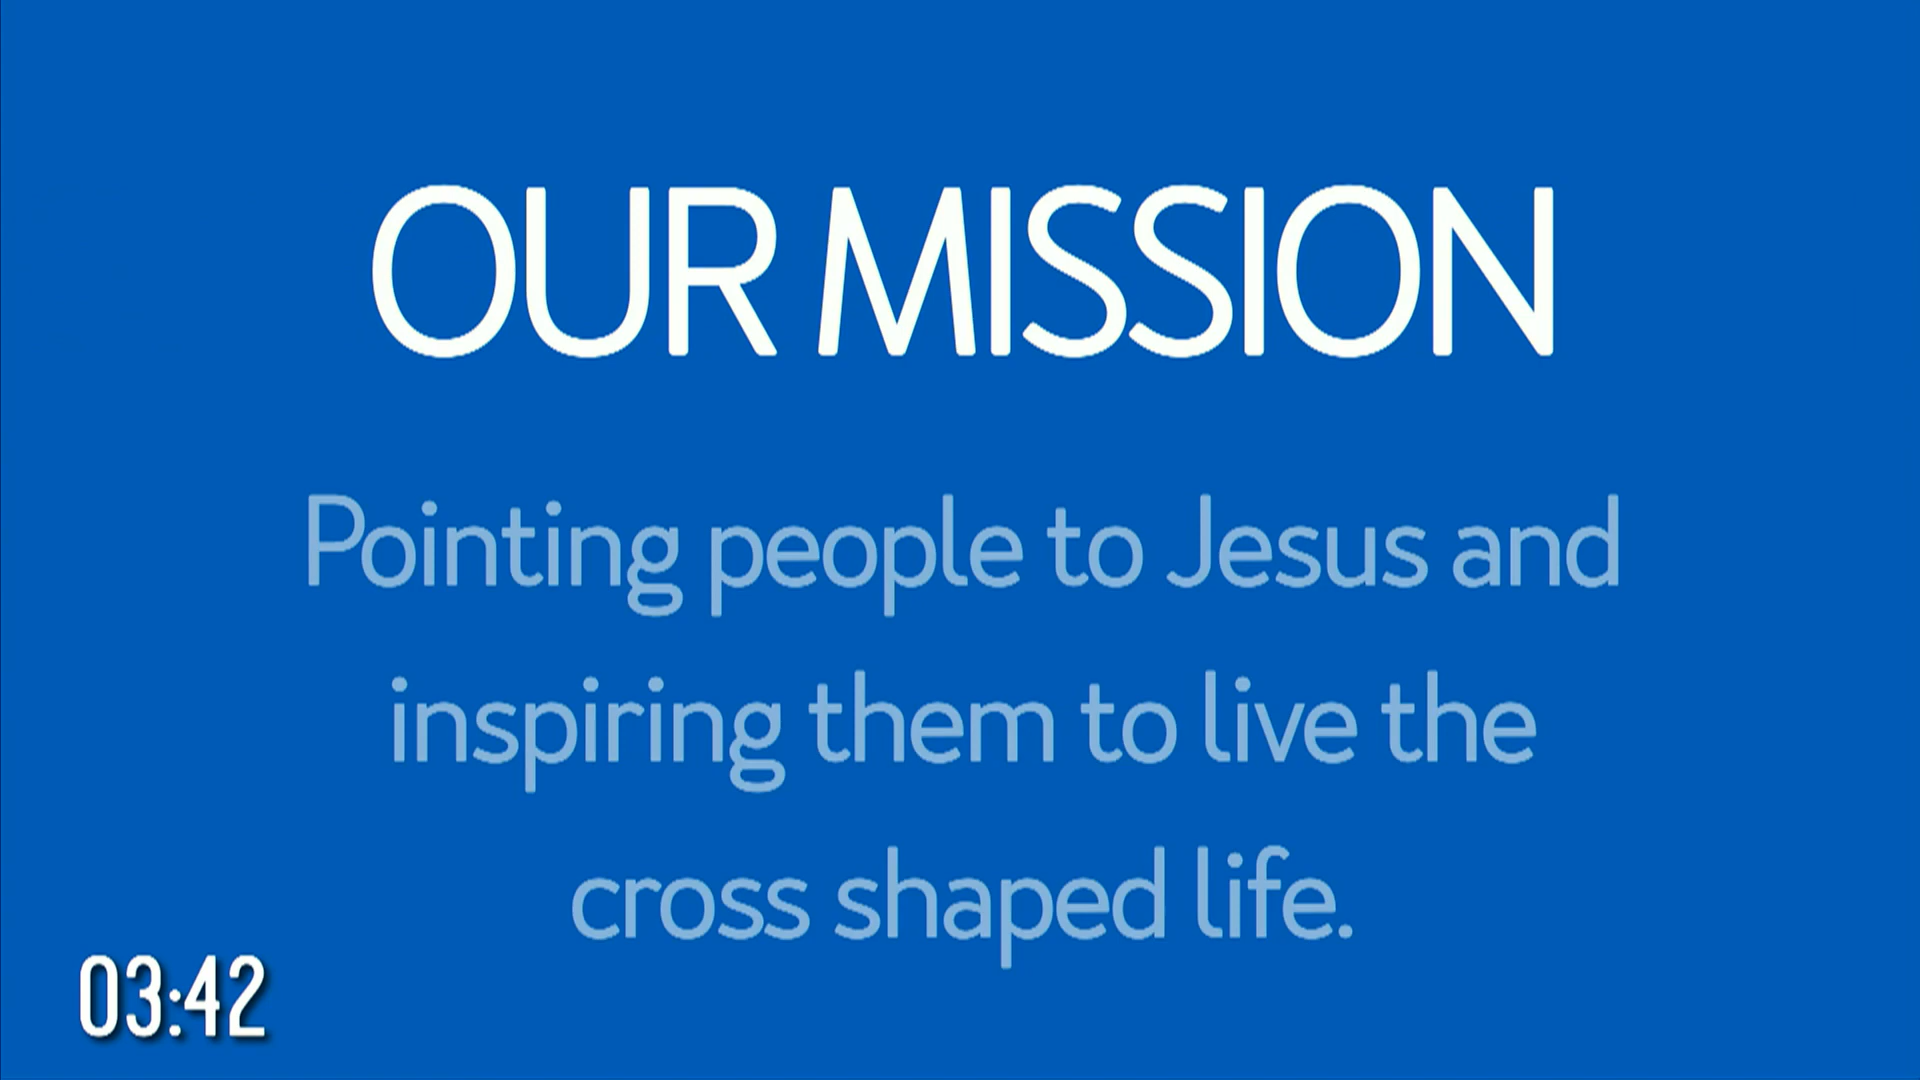 OUR MISSION
Pointing people to Jesus and
inspiring them to live the
cross shaped life.
03:42